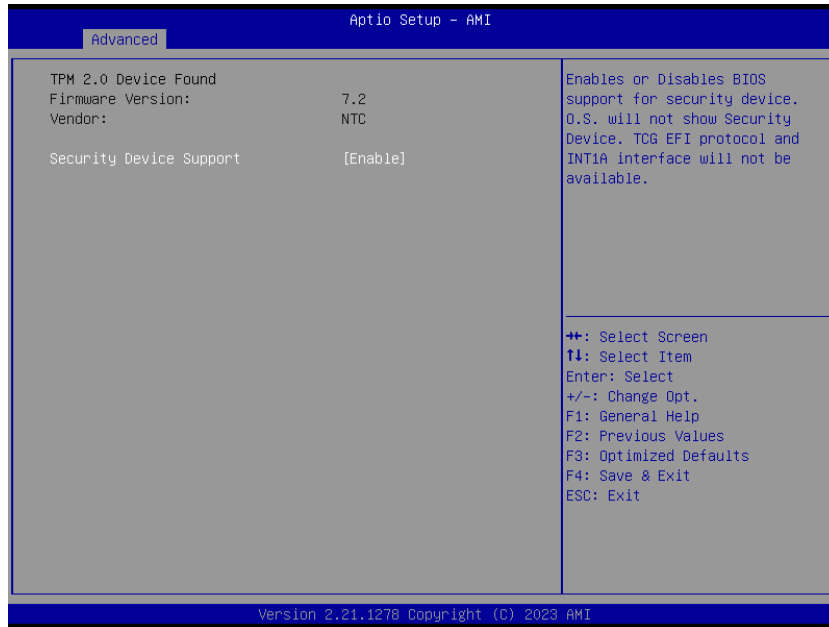 Aptio Setup – AMI
Advanced
TPM 2.0 Device Found
Firmware Version: 7.2
Vendor: NTC
Security Device Support [Enable]
Enables or Disables BIOS
support for security device.
O.S. will not show Security
Device. TCG EFI protocol and
INT1A interface will not be
available.
→←: Select Screen
↑↓: Select Item
Enter: Select
+/-: Change Opt.
F1: General Help
F2: Previous Values
F3: Optimized Defaults
F4: Save & Exit
ESC: Exit
Version 2.21.1278 Copyright (C) 2023 AMI